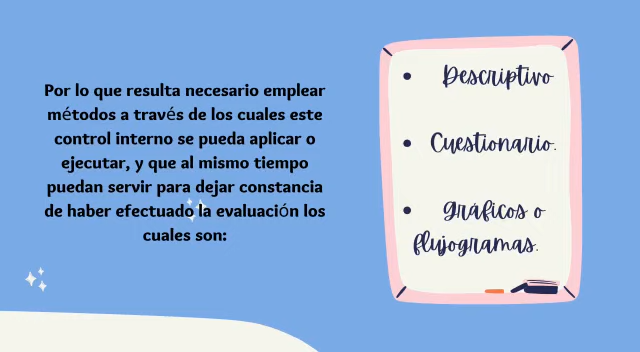 Por lo que resulta necesario emplear
métodos a través de los cuales este
control interno se pueda aplicar o
ejecutar, y que al mismo tiempo
puedan servir para dejar constancia
de haber efectuado la evaluación los
cuales son:
• Descriptivo
• Cuestionario.
• Gráficos o
flujogramas.